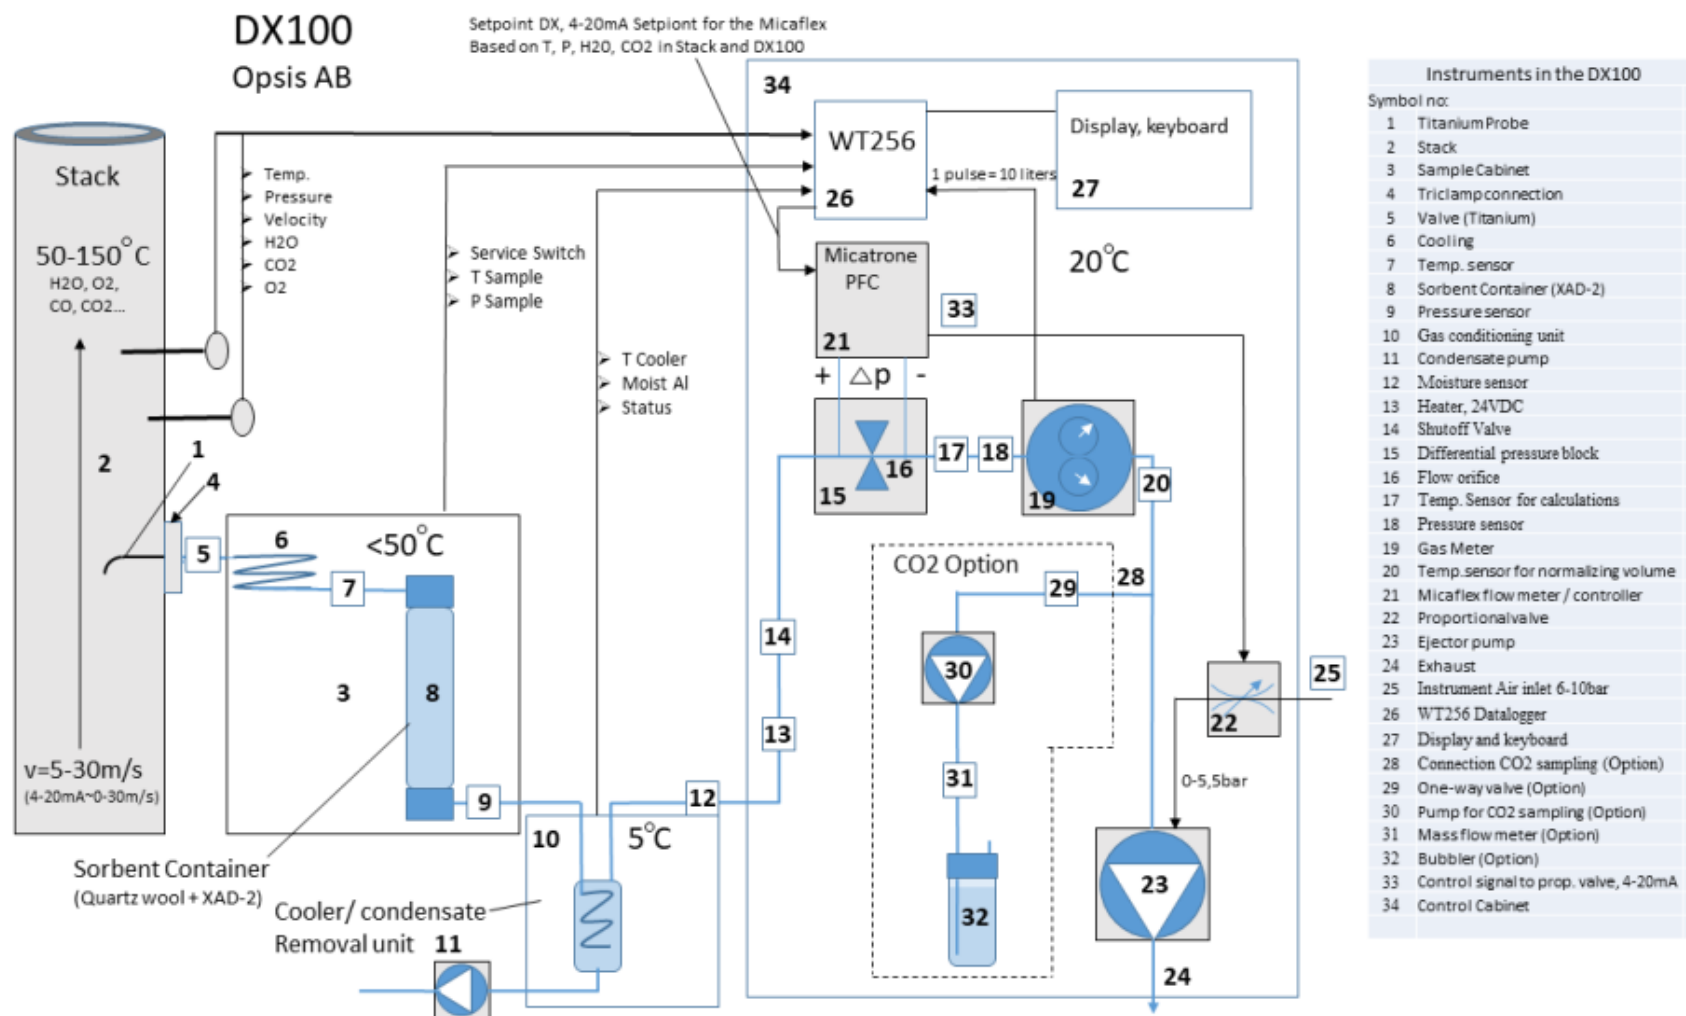 DX100
Opsis AB
Setpoint DX, 4-20mA Setpiont for the Micaflex
Based on T, P, H20, CO2 in Stack and DX100
Stack
50-150°C
H2O, O2,
CO, CO2...
2
v=5-30m/s
(4-20mA~0-30m/s)
Temp.
Pressure
Velocity
H2O
CO2
O2
Service Switch
T Sample
P Sample
T Cooler
Moist Al
Status
1
4
5
6
<50°C
7
3
8
9
Sorbent Container
(Quartz wool + XAD-2)
Cooler/ condensate
Removal unit
11
10
5°C
12
13
14
34
WT256
26
Display, keyboard
27
1 pulse = 10 liters
20°C
Micatrone
PFC
21
33
+ △p -
15
16
17
18
19
20
CO2 Option
28
29
30
31
32
22
25
0-5,5bar
23
24
Instruments in the DX100
Symbol no:
1 Titanium Probe
2 Stack
3 Sample Cabinet
4 Triclamp connection
5 Valve (Titanium)
6 Cooling
7 Temp. sensor
8 Sorbent Container (XAD-2)
9 Pressure sensor
10 Gas conditioning unit
11 Condensate pump
12 Moisture sensor
13 Heater, 24VDC
14 Shutoff Valve
15 Differential pressure block
16 Flow orifice
17 Temp. Sensor for calculations
18 Pressure sensor
19 Gas Meter
20 Temp.sensor for normalizing volume
21 Micaflex flow meter / controller
22 Proportionalvalve
23 Ejector pump
24 Exhaust
25 Instrument Air inlet 6-10bar
26 WT256 Datalogger
27 Display and keyboard
28 Connection CO2 sampling (Option)
29 One-way valve (Option)
30 Pump for CO2 sampling (Option)
31 Mass flow meter (Option)
32 Bubbler (Option)
33 Control signal to prop. valve, 4-20mA
34 Control Cabinet